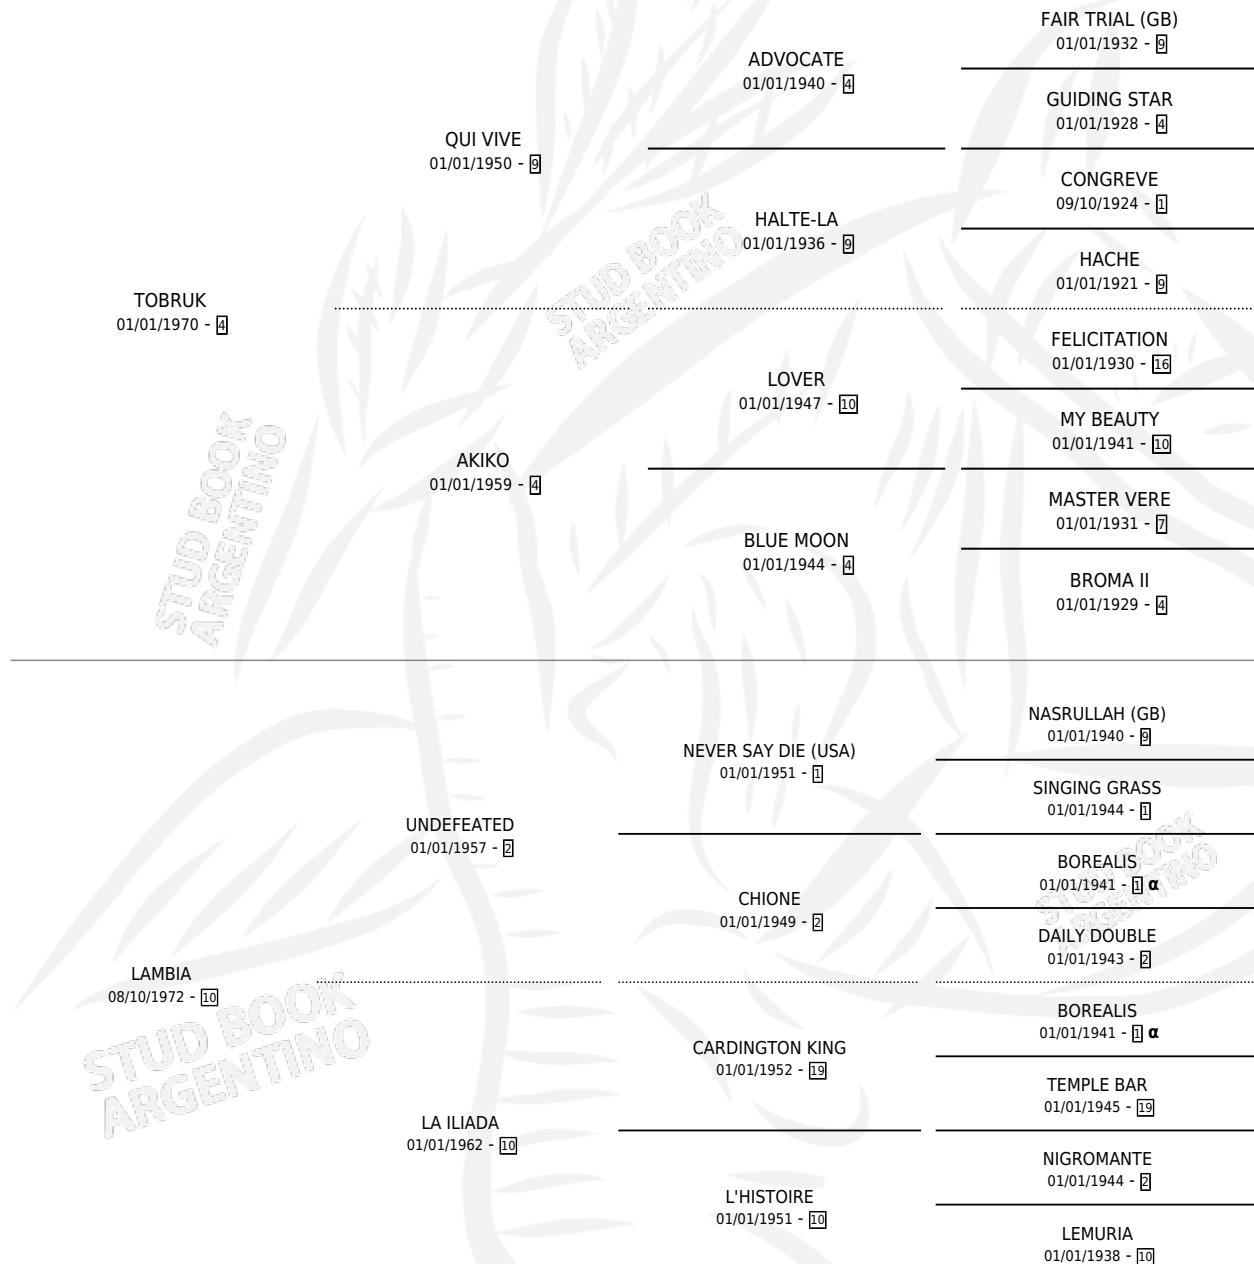 FAIR TRIAL (GB)
01/01/1932 - 9
ADVOCATE
01/01/1940 - 4
GUIDING STAR
01/01/1928 - 4
QUI VIVE
01/01/1950 - 9
CONGREVE
09/10/1924 - 1
HALTE-LA
01/01/1936 - 9
HACHE
01/01/1921 - 9
TOBRUK
01/01/1970 - 4
FELICITATION
01/01/1930 - 16
LOVER
01/01/1947 - 10
MY BEAUTY
01/01/1941 - 10
AKIKO
01/01/1959 - 4
MASTER VERE
01/01/1931 - 7
BLUE MOON
01/01/1944 - 4
BROMA II
01/01/1929 - 4
NASRULLAH (GB)
01/01/1940 - 9
NEVER SAY DIE (USA)
01/01/1951 - 1
SINGING GRASS
01/01/1944 - 1
UNDEFEATED
01/01/1957 - 2
BOREALIS
01/01/1941 - 1 α
CHIONE
01/01/1949 - 2
DAILY DOUBLE
01/01/1943 - 2
LAMBIA
08/10/1972 - 10
BOREALIS
01/01/1941 - 1 α
CARDINGTON KING
01/01/1952 - 19
TEMPLE BAR
01/01/1945 - 19
LA ILIADA
01/01/1962 - 10
NIGROMANTE
01/01/1944 - 2
L'HISTOIRE
01/01/1951 - 10
LEMURIA
01/01/1938 - 10
STUD BOOK
ARGENTINO
STUD BOOK
ARGENTINO
STUD BOOK
ARGENTINO
STUD BOOK
ARGENTINO